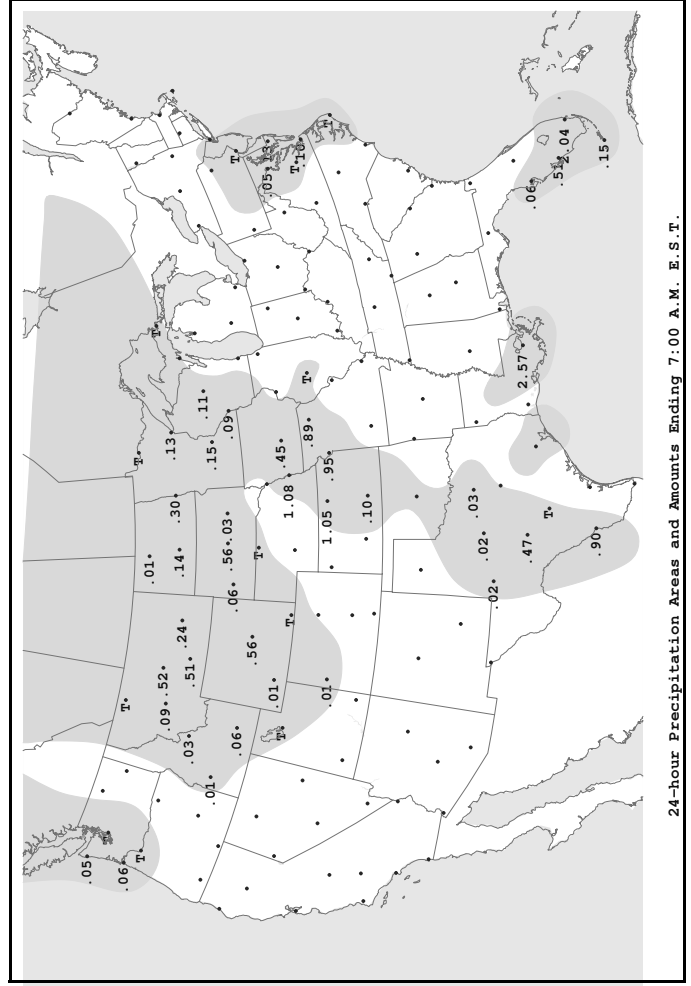 .05
T
.06
T
T
T
.01
T
.09
.52
.13
.24
.14
.30
.03
.51
.11
.01
.15
.06
.06
.56
.03
.09
T
.56
T
.05
.13
.01
T
.45
T
1.08
T
.10
.89
T
.01
1.05
.95
T
.10
.03
.02
.02
.47
2.57
.06
T
.51
2.04
.90
.15
24-hour Precipitation Areas and Amounts Ending 7:00 A.M. E.S.T.